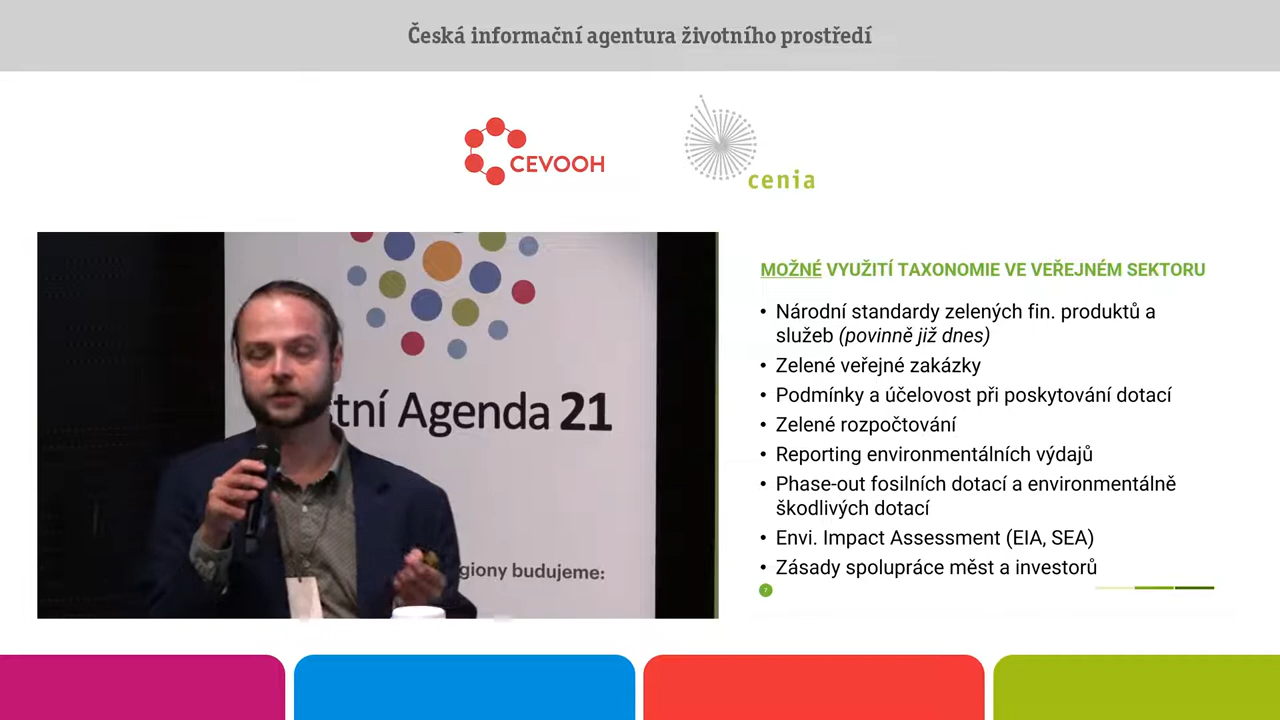 Česká informační agentura životního prostředí
CEVOOH
cenia
tní Agenda 21
giony budujeme:
MOŽNÉ VYUŽITÍ TAXONOMIE VE VEŘEJNÉM SEKTORU
• Národní standardy zelených fin. produktů a
služeb (povinně již dnes)
• Zelené veřejné zakázky
• Podmínky a účelovost při poskytování dotací
• Zelené rozpočtování
• Reporting environmentálních výdajů
• Phase-out fosilních dotací a environmentálně
škodlivých dotací
• Envi. Impact Assessment (EIA, SEA)
• Zásady spolupráce měst a investorů
7